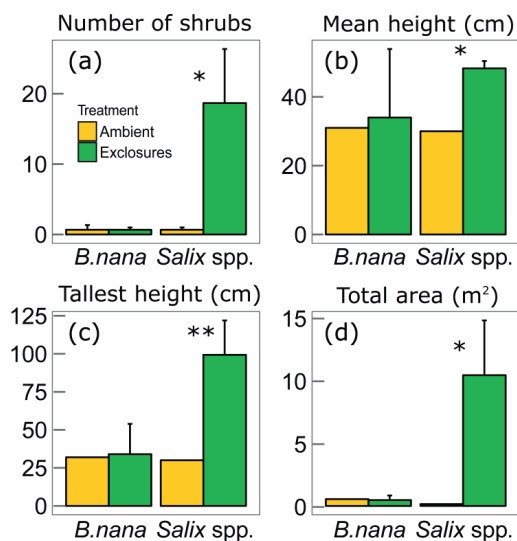 Number of shrubs
(a)
*
20
10
0
Treatment
Ambient
Exclosures
B.nana Salix spp.
Mean height (cm)
(b)
*
40
20
0
B.nana Salix spp.
Tallest height (cm)
(c)
**
125
100
75
50
25
0
B.nana Salix spp.
Total area (m²)
(d)
*
15
10
5
0
B.nana Salix spp.